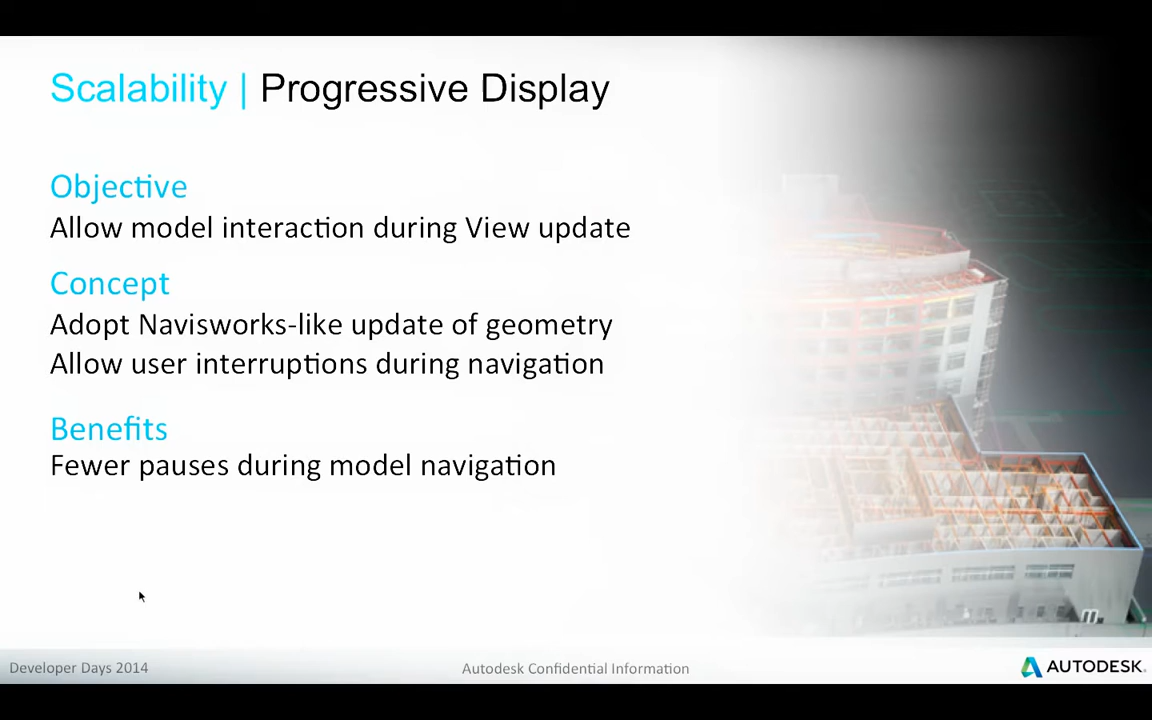 Scalability | Progressive Display
Objective
Allow model interaction during View update
Concept
Adopt Navisworks-like update of geometry
Allow user interruptions during navigation
Benefits
Fewer pauses during model navigation
Developer Days 2014
Autodesk Confidential Information
AUTODESK.